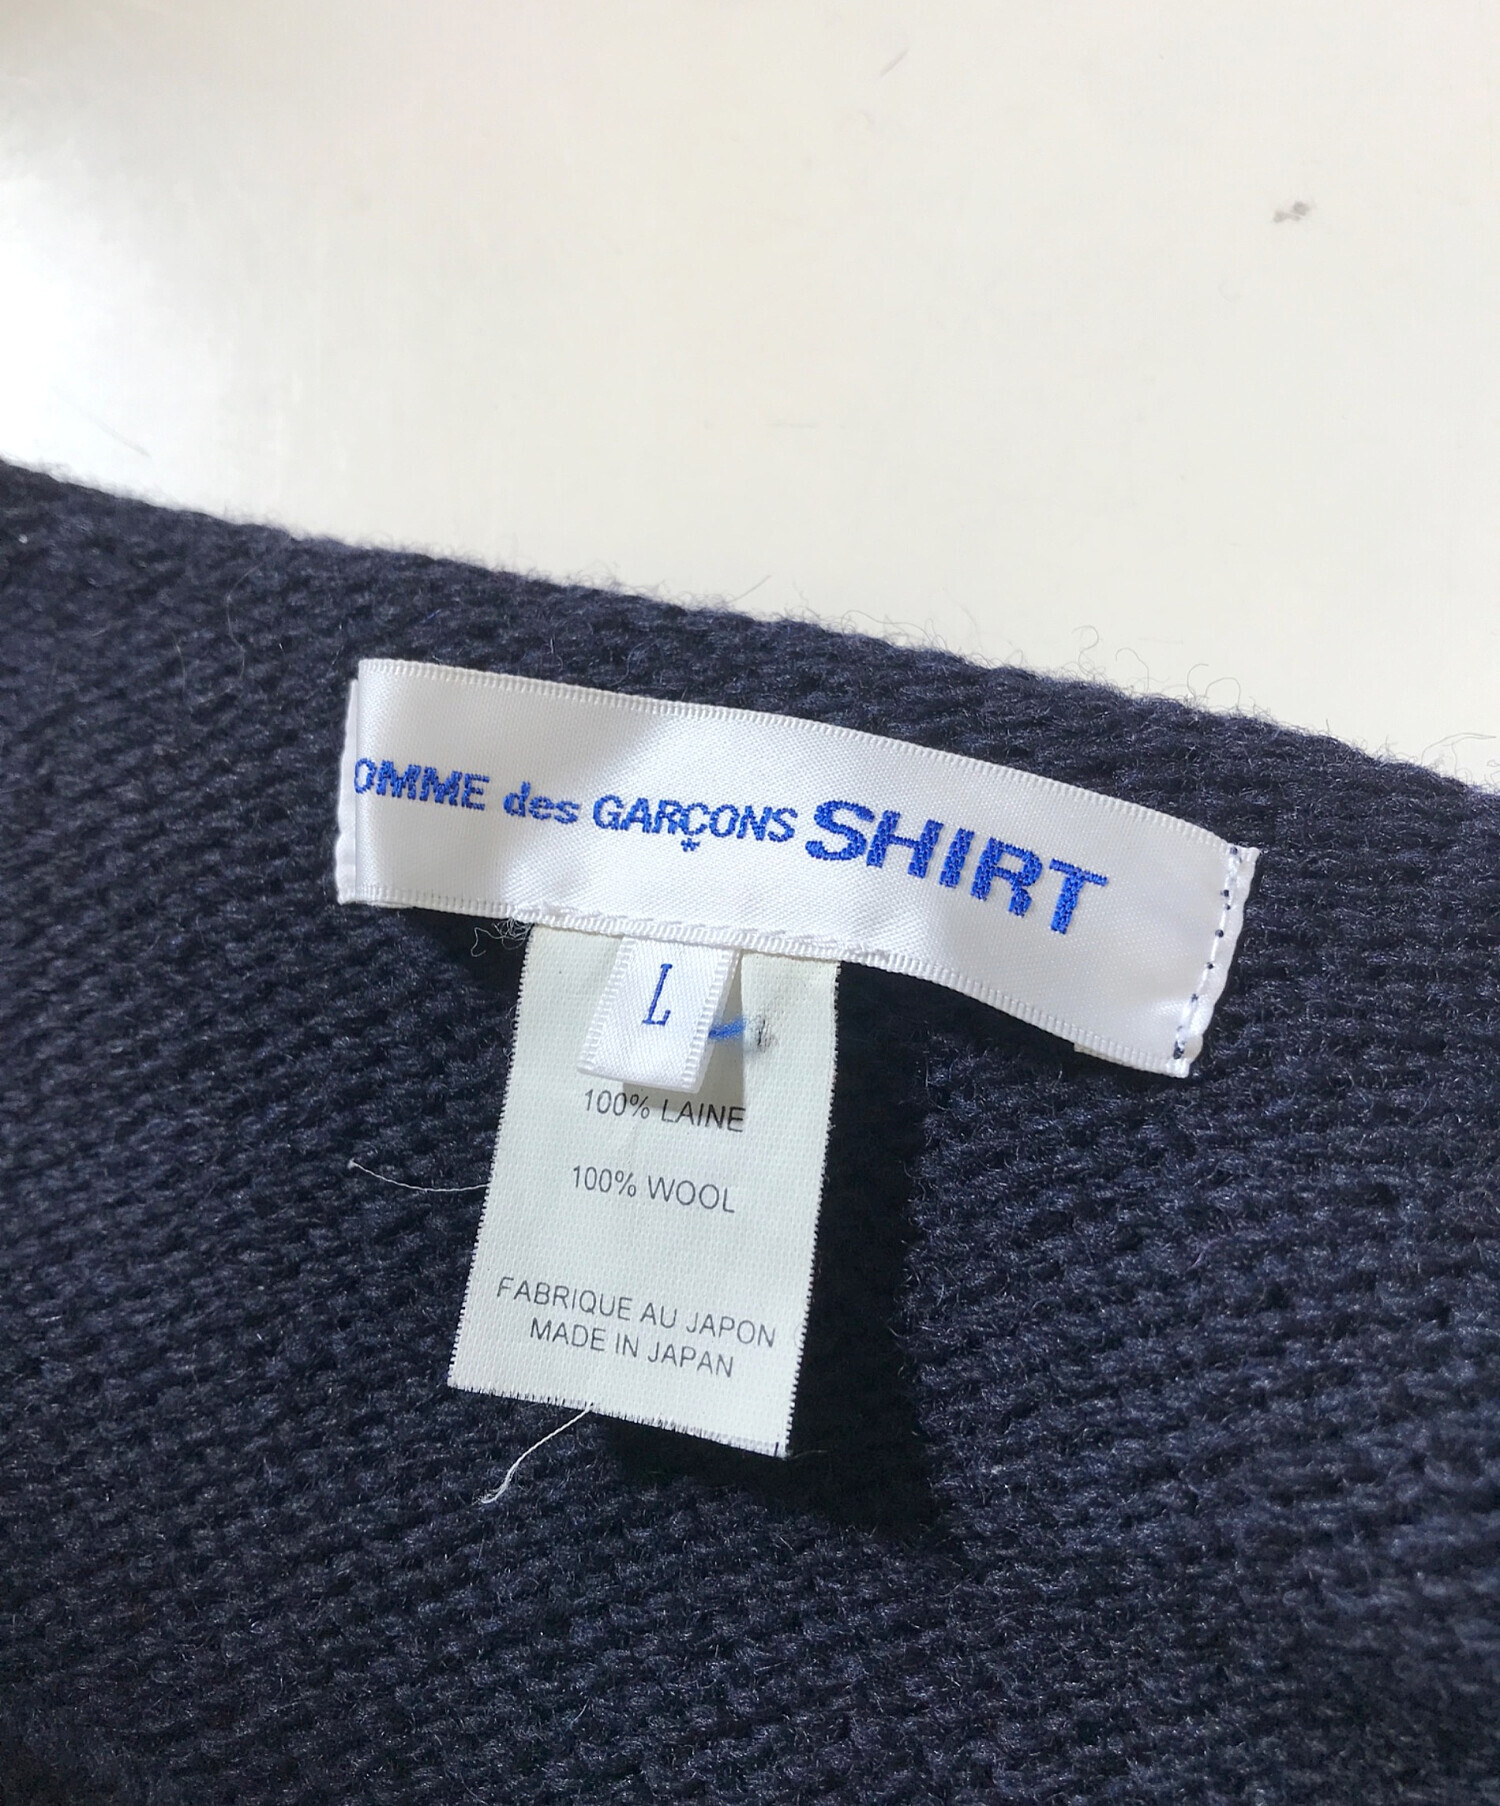 OMME des GARÇONS SHIRT
*
L
100% LAINE
100% WOOL
FABRIQUE AU JAPON
MADE IN JAPAN